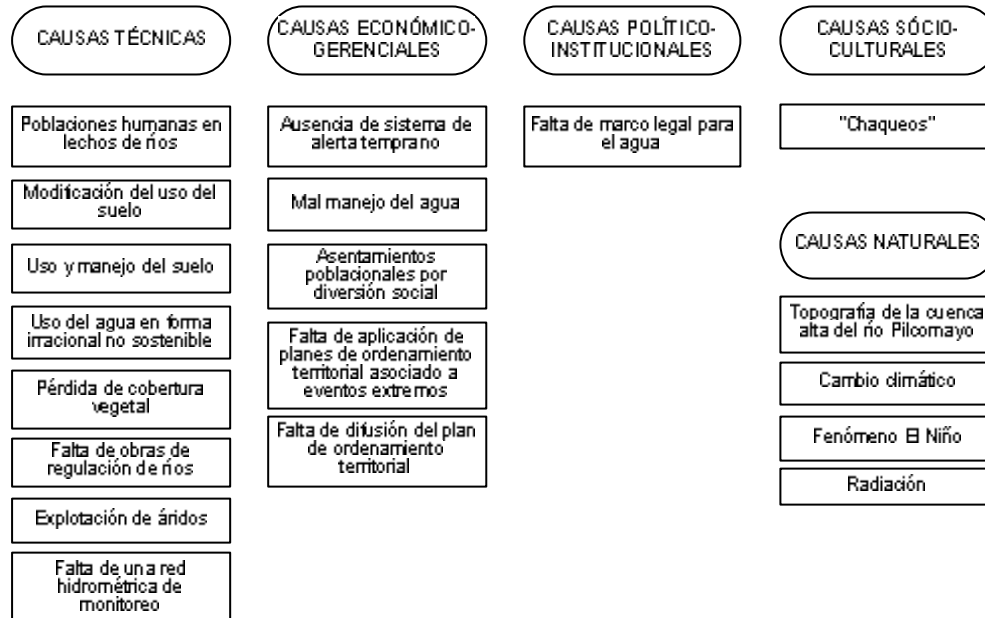 CAUSAS TÉCNICAS
Poblaciones humanas en
lechos de ríos
Modificación del uso del
suelo
Uso y manejo del suelo
Uso del agua en forma
irracional no sostenible
Pérdida de cobertura
vegetal
Falta de obras de
regulación de ríos
Explotación de áridos
Falta de una red
hidrométrica de
monitoreo
CAUSAS ECONÓMICO-
GERENCIALES
Ausencia de sistema de
alerta temprano
Mal manejo del agua
Asentamientos
poblacionales por
diversión social
Falta de aplicación de
planes de ordenamiento
territorial asociado a
eventos extremos
Falta de difusión del plan
de ordenamiento
territorial
CAUSAS POLÍTICO-
INSTITUCIONALES
Falta de marco legal para
el agua
CAUSAS SÓCIO-
CULTURALES
"Chaqueos"
CAUSAS NATURALES
Topografía de la cuenca
alta del río Pilcomayo
Cambio climático
Fenómeno El Niño
Radiación